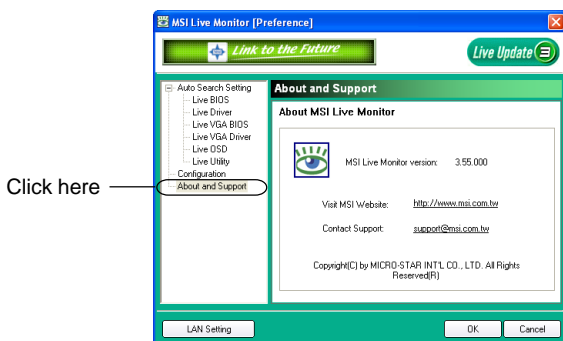 MSI Live Monitor [Preference]
Link to the Future
Live Update 3
Auto Search Setting
Live BIOS
Live Driver
Live VGA BIOS
Live VGA Driver
Live OSD
Live Utility
Configuration
About and Support
Click here
About and Support
About MSI Live Monitor
MSI Live Monitor version: 3.55.000
Visit MSI Website: http://www.msi.com.tw
Contact Support: support@msi.com.tw
Copyright(C) by MICRO-STAR INT'L CO., LTD. All Rights
Reserved(R)
LAN Setting
OK
Cancel